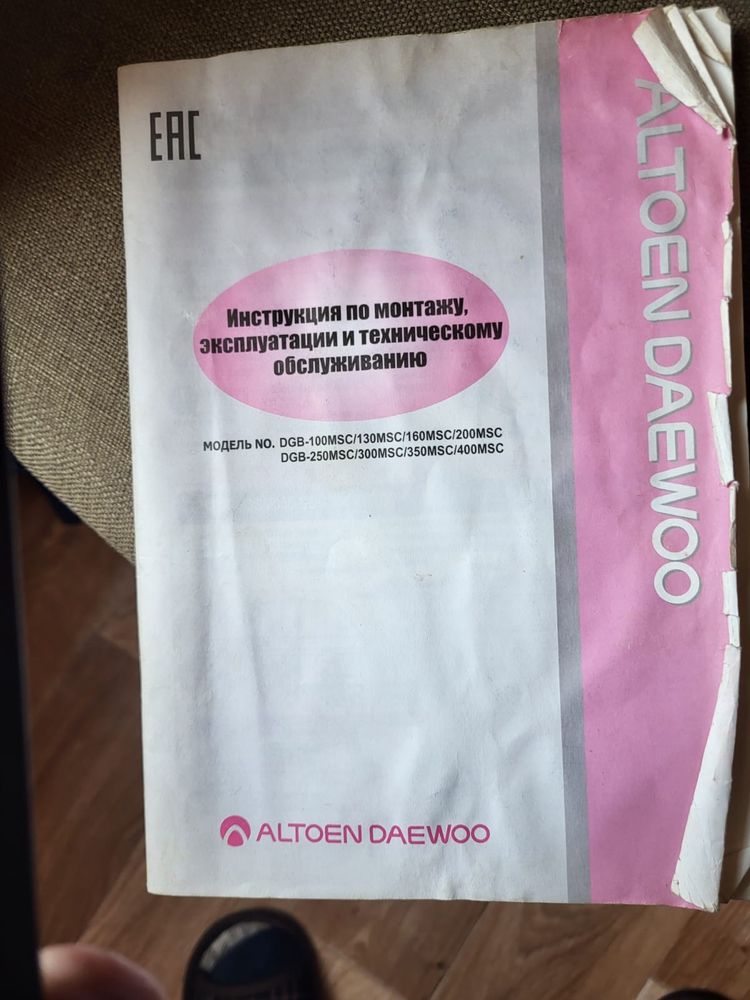 EAC
Инструкция по монтажу,
эксплуатации и техническому
обслуживанию
МОДЕЛЬ NO. DGB-100MSC/130MSC/160MSC/200MSC
DGB-250MSC/300MSC/350MSC/400MSC
ALTOEN DAEWOO
ALTOEN DAEWOO